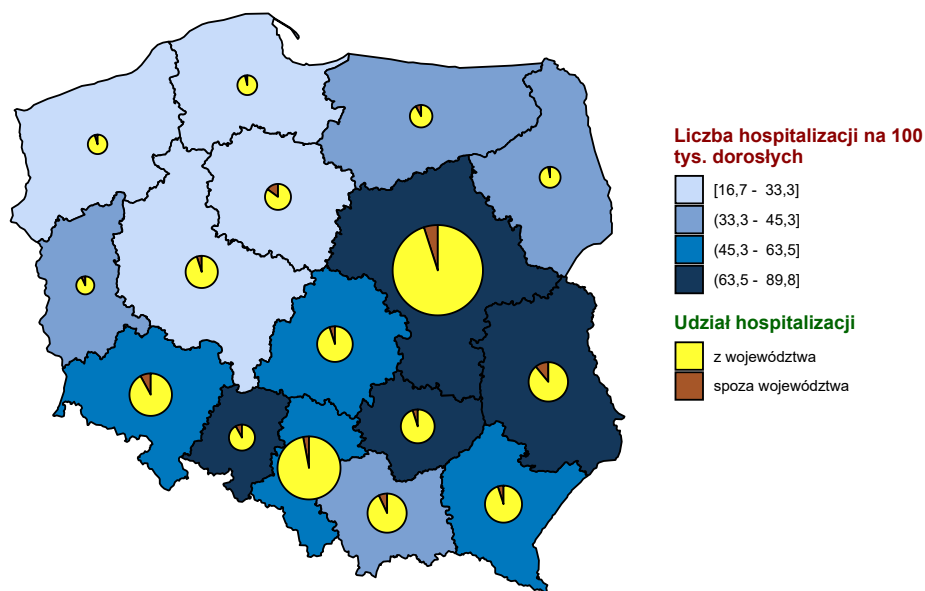 Liczba hospitalizacji na 100
tys. dorosłych
[16,7 - 33,3]
(33,3 - 45,3]
(45,3 - 63,5]
(63,5 - 89,8]
Udział hospitalizacji
z województwa
spoza województwa